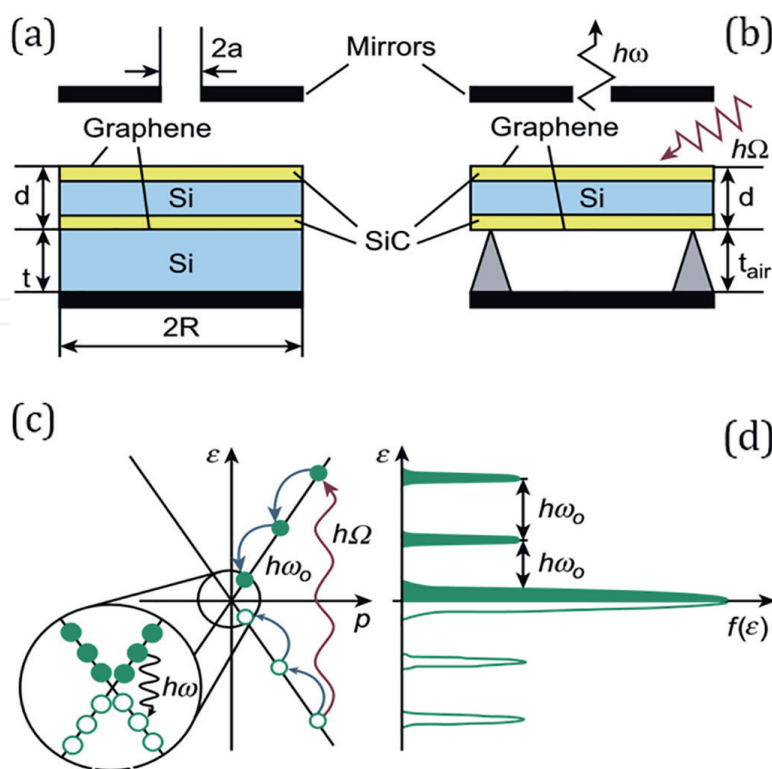 (a)
2a
Mirrors
hω
(b)
Graphene
Graphene
hΩ
d
Si
SiC
Si
d
t
Si
t_air
2R
(c)
ε
hω_o
hΩ
p
hω
(d)
ε
hω_o
hω_o
f(ε)